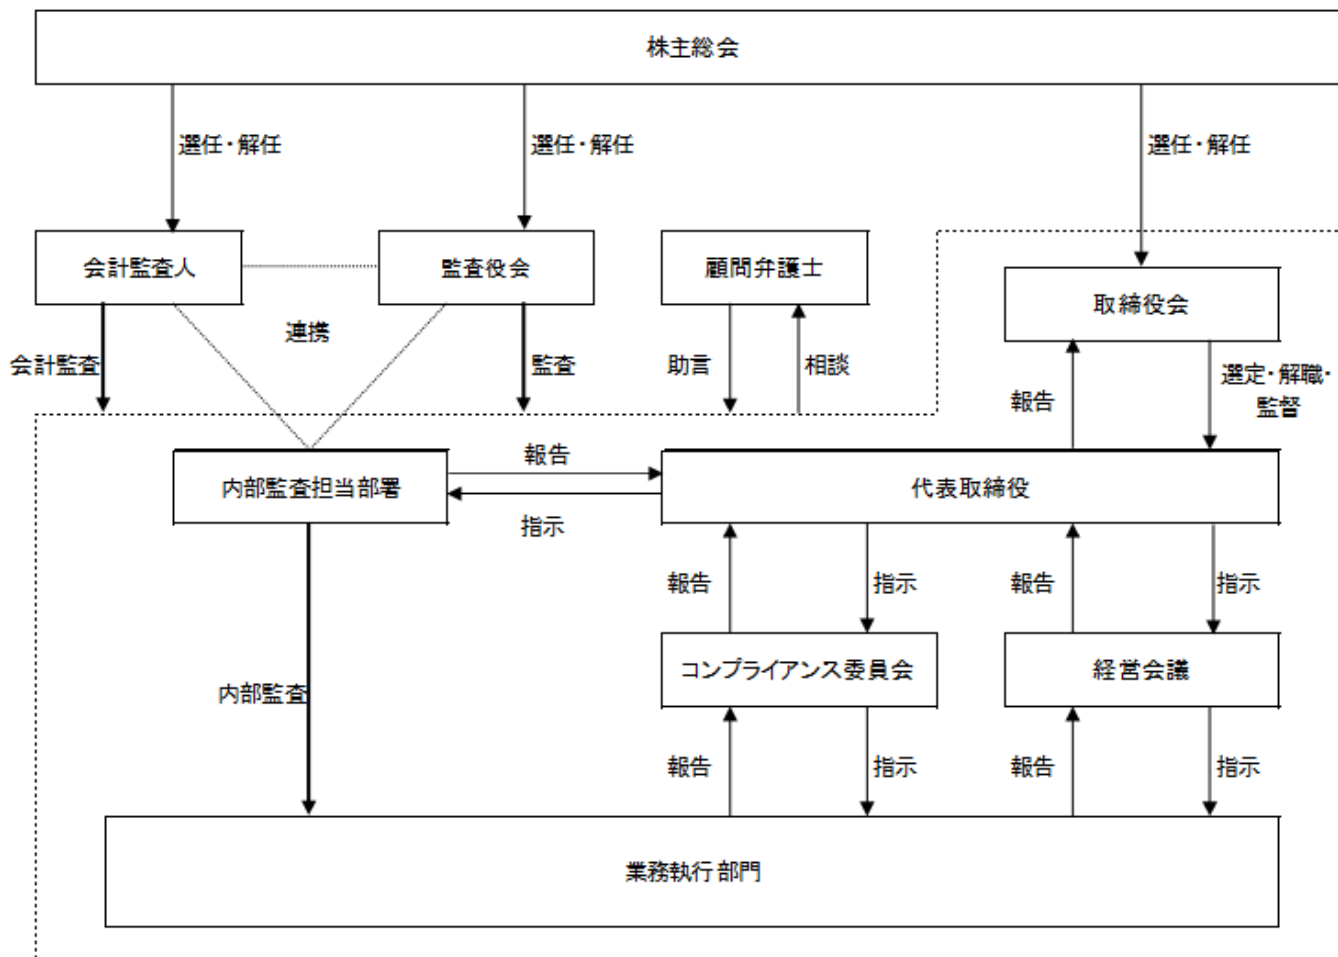 株主総会
選任・解任
選任・解任
選任・解任
会計監査人
監査役会
顧問弁護士
取締役会
連携
会計監査
監査
助言
相談
報告
選定・解職・
監督
内部監査担当部署
報告
指示
代表取締役
報告
指示
報告
指示
コンプライアンス委員会
経営会議
内部監査
報告
指示
報告
指示
業務執行部門